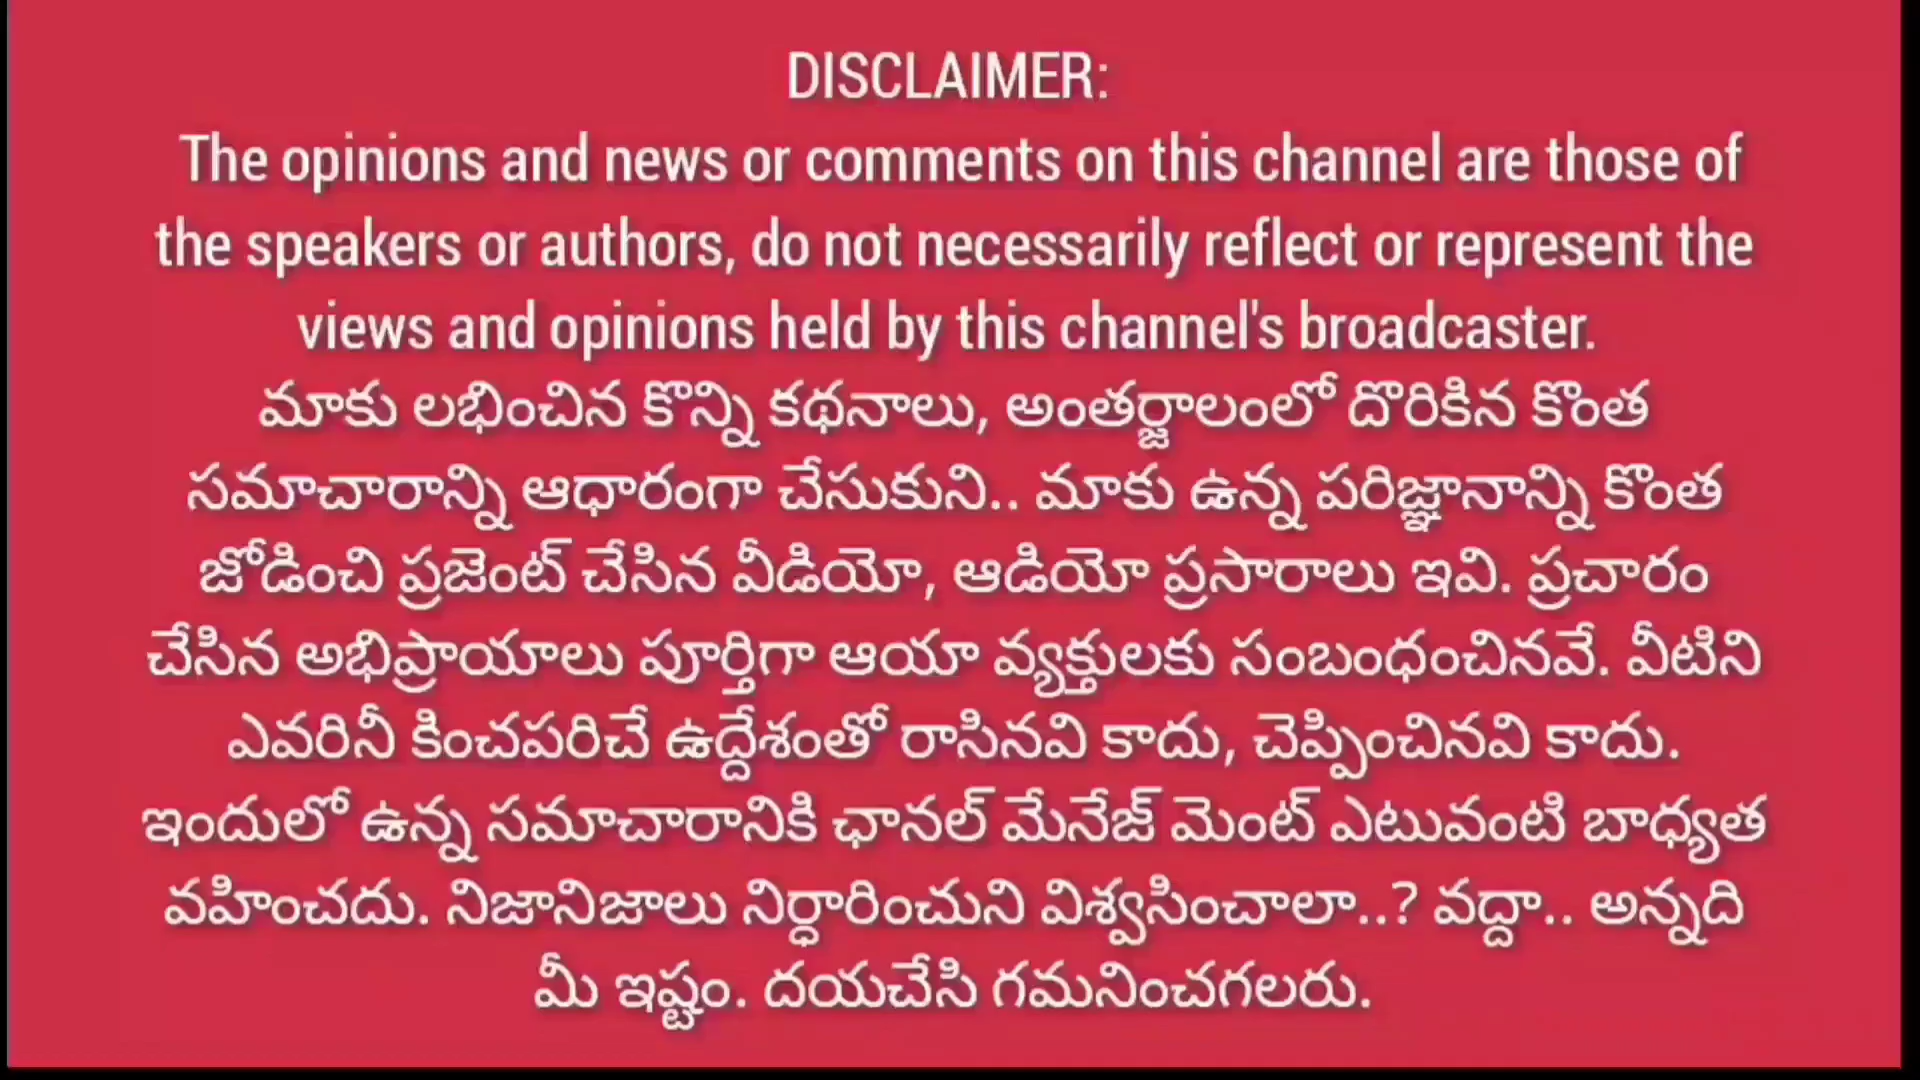 DISCLAIMER:
The opinions and news or comments on this channel are those of
the speakers or authors, do not necessarily reflect or represent the
views and opinions held by this channel's broadcaster.
మాకు లభించిన కొన్ని కథనాలు, అంతర్జాలంలో దొరికిన కొంత
సమాచారాన్ని ఆధారంగా చేసుకుని.. మాకు ఉన్న పరిజ్ఞానాన్ని కొంత
జోడించి ప్రజెంట్ చేసిన వీడియో, ఆడియో ప్రసారాలు ఇవి. ప్రచారం
చేసిన అభిప్రాయాలు పూర్తిగా ఆయా వ్యక్తులకు సంబంధంచినవే. వీటిని
ఎవరినీ కించపరిచే ఉద్దేశంతో రాసినవి కాదు, చెప్పించినవి కాదు.
ఇందులో ఉన్న సమాచారానికి ఛానల్ మేనేజ్ మెంట్ ఎటువంటి బాధ్యత
వహించదు. నిజానిజాలు నిర్ధారించుని విశ్వసించాలా..? వద్దా.. అన్నది
మీ ఇష్టం. దయచేసి గమనించగలరు.